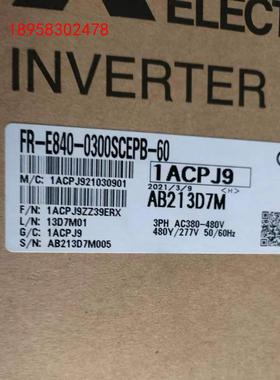 18958302478
ELECT
INVERTER
FR-E840-0300SCEPB-60
M/C: 1ACPJ921030901
1ACPJ9
2021/3/9 <H>
AB213D7M
F/N: 1ACPJ9ZZ39ERX
L/N: 13D7M01
G/C: 1ACPJ9
S/N: AB213D7M005
3PH AC380-480V
480Y/277V 50/60Hz